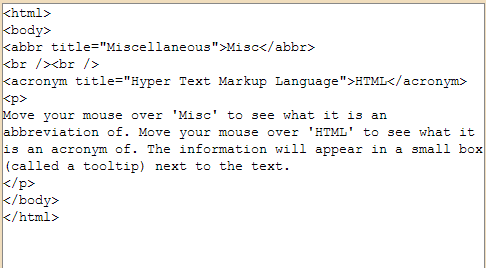 <html>
<body>
<abbr title="Miscellaneous">Misc</abbr>
<br /><br />
<acronym title="Hyper Text Markup Language">HTML</acronym>
<p>
Move your mouse over 'Misc' to see what it is an
abbreviation of. Move your mouse over 'HTML' to see what it
is an acronym of. The information will appear in a small box
(called a tooltip) next to the text.
</p>
</body>
</html>